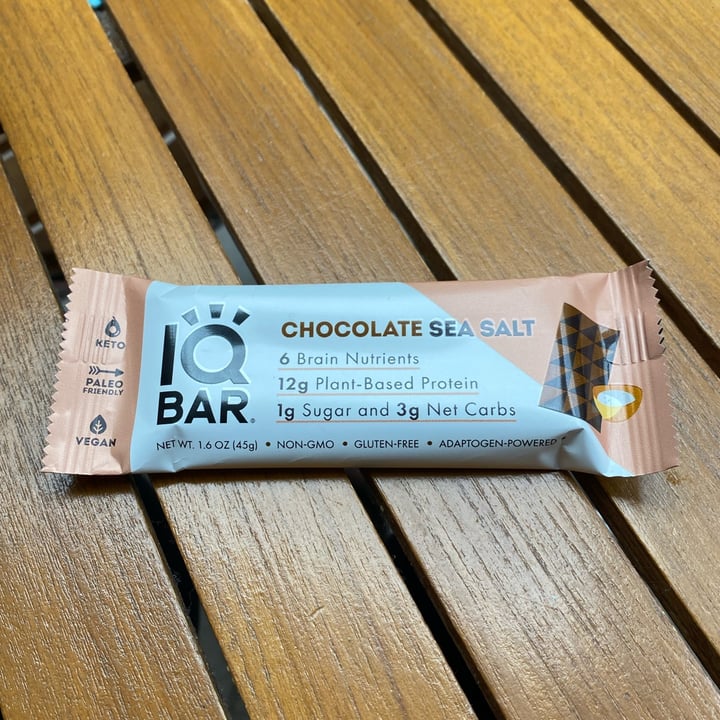 KETO
PALEO
FRIENDLY
VEGAN
IQ
BAR®
CHOCOLATE SEA SALT
6 Brain Nutrients
12g Plant-Based Protein
1g Sugar and 3g Net Carbs
NET WT. 1.6 OZ (45g) • NON-GMO • GLUTEN-FREE • ADAPTOGEN-POWERED •